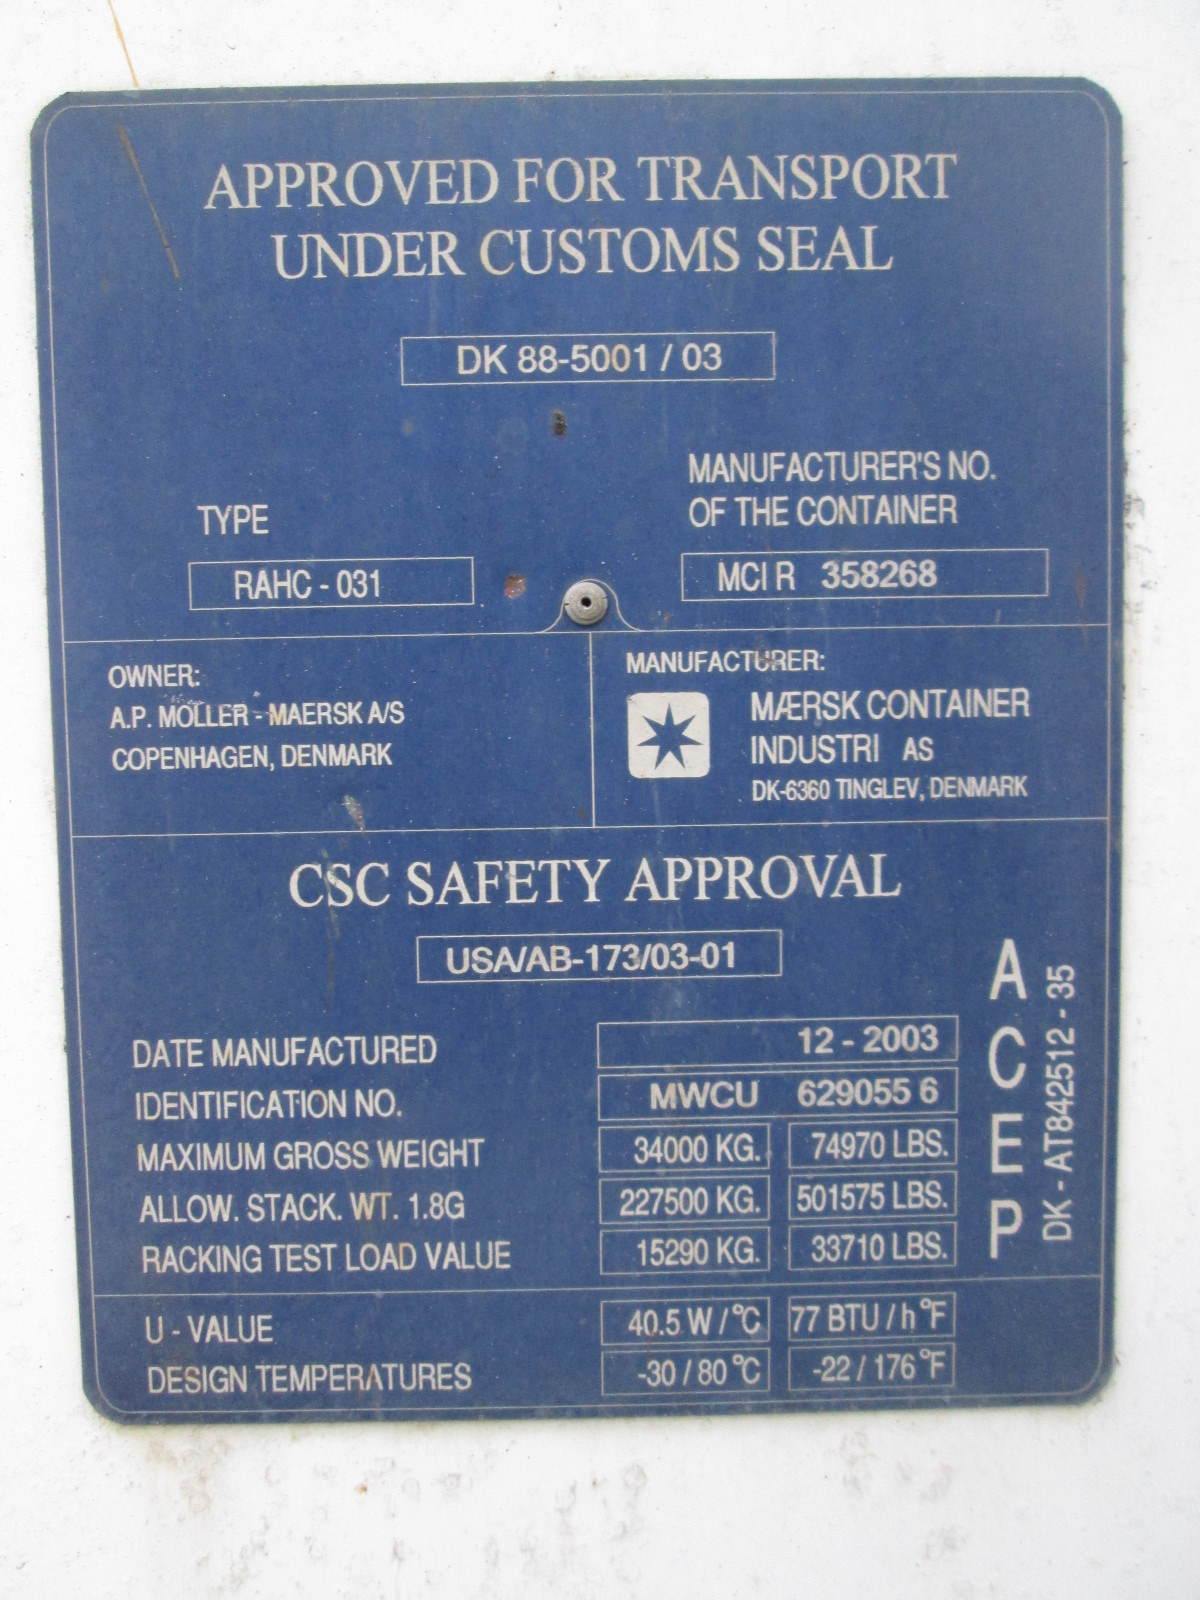 APPROVED FOR TRANSPORT
UNDER CUSTOMS SEAL
DK 88-5001 / 03
TYPE
RAHC - 031
MANUFACTURER'S NO.
OF THE CONTAINER
MCI R 358268
OWNER:
A.P. MOLLER - MAERSK A/S
COPENHAGEN, DENMARK
MANUFACTURER:
MÆRSK CONTAINER
INDUSTRI AS
DK-6360 TINGLEV, DENMARK
CSC SAFETY APPROVAL
USA/AB-173/03-01
DATE MANUFACTURED 12 - 2003
IDENTIFICATION NO. MWCU 629055 6
MAXIMUM GROSS WEIGHT 34000 KG. 74970 LBS.
ALLOW. STACK. WT. 1.8G 227500 KG. 501575 LBS.
RACKING TEST LOAD VALUE 15290 KG. 33710 LBS.
ACEP
DK - AT842512 - 35
U - VALUE 40.5 W / °C 77 BTU / h °F
DESIGN TEMPERATURES -30 / 80 °C -22 / 176 °F